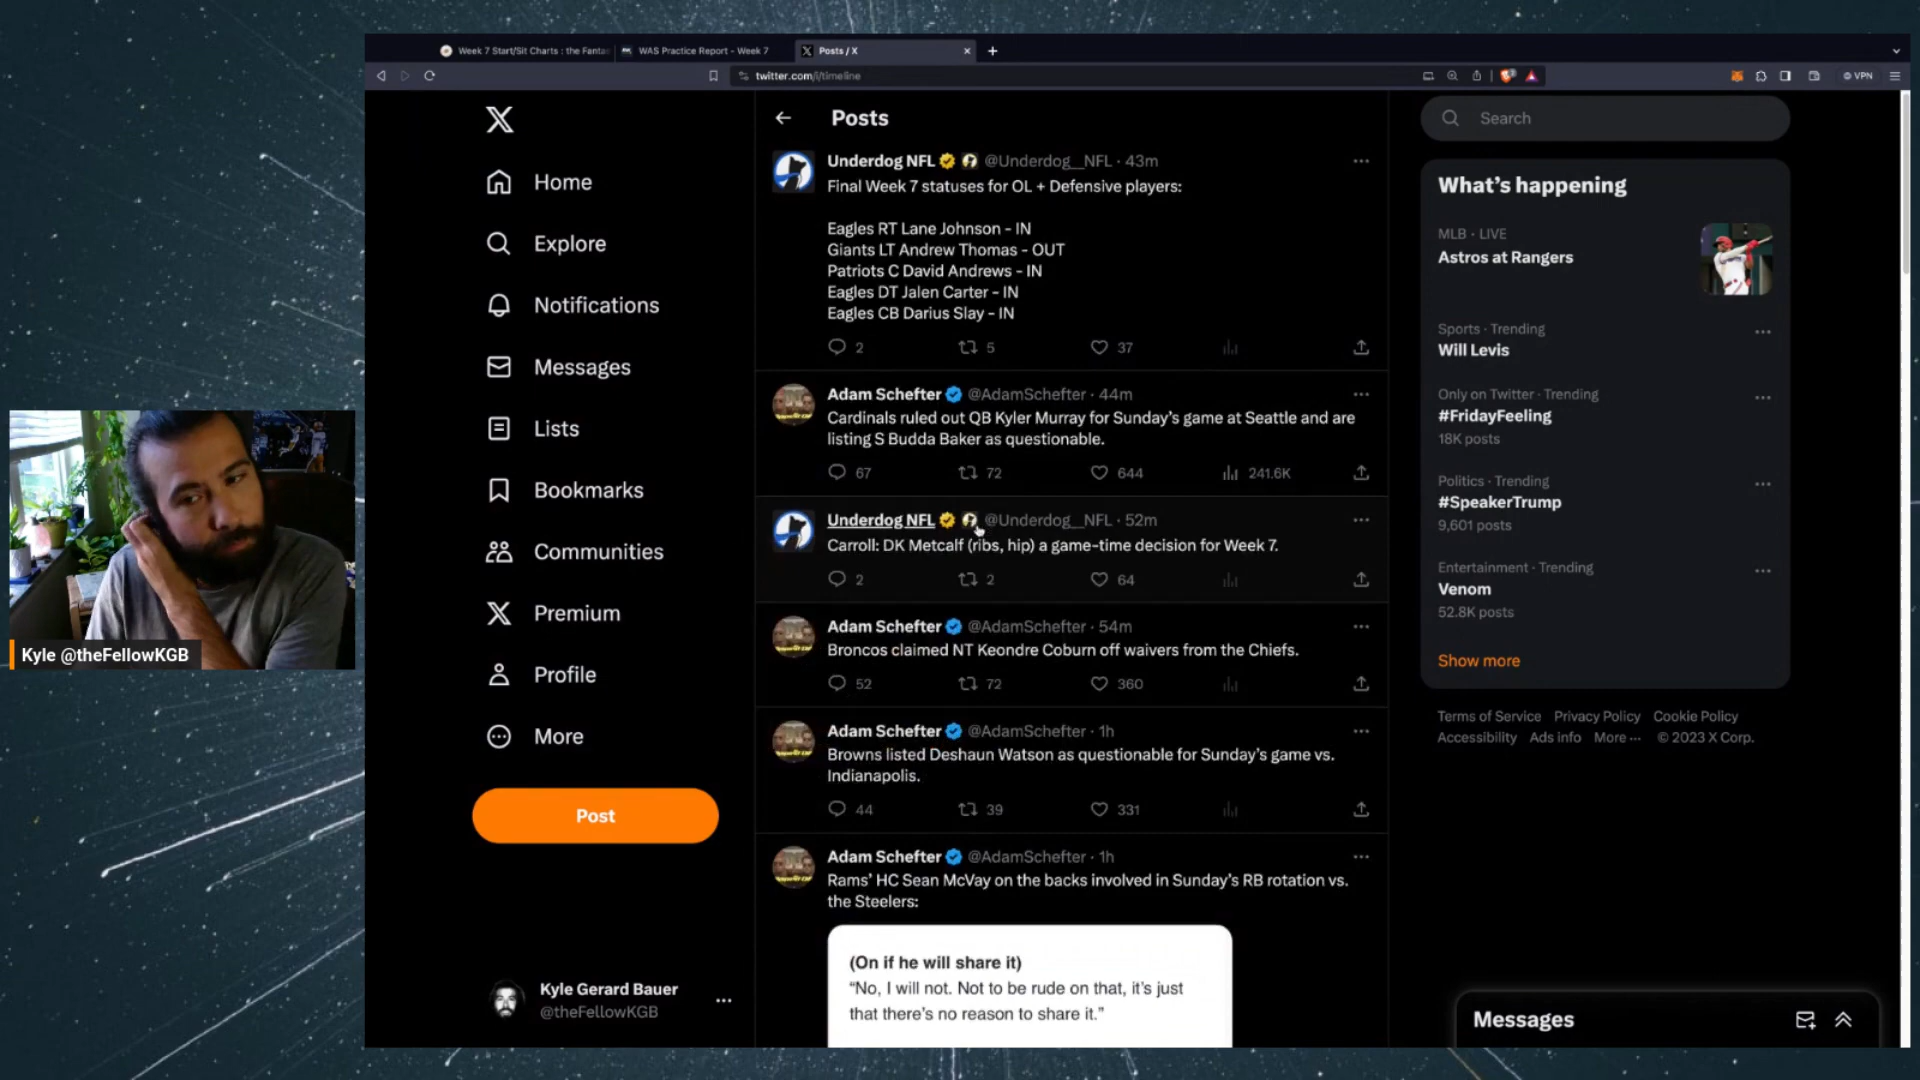 Week 7 Start/Sit Charts : the Fanta
WAS Practice Report - Week 7
Posts / X
twitter.com/i/timeline
VPN
Posts
Search
Home
Explore
Notifications
Messages
Lists
Bookmarks
Communities
Premium
Profile
More
Post
Kyle Gerard Bauer
@theFellowKGB
Kyle @theFellowKGB
Underdog NFL @Underdog__NFL · 43m
Final Week 7 statuses for OL + Defensive players:
Eagles RT Lane Johnson - IN
Giants LT Andrew Thomas - OUT
Patriots C David Andrews - IN
Eagles DT Jalen Carter - IN
Eagles CB Darius Slay - IN
2 5 37
Adam Schefter @AdamSchefter · 44m
Cardinals ruled out QB Kyler Murray for Sunday's game at Seattle and are
listing S Budda Baker as questionable.
67 72 644 241.6K
Underdog NFL @Underdog__NFL · 52m
Carroll: DK Metcalf (ribs, hip) a game-time decision for Week 7.
2 2 64
Adam Schefter @AdamSchefter · 54m
Broncos claimed NT Keondre Coburn off waivers from the Chiefs.
52 72 360
Adam Schefter @AdamSchefter · 1h
Browns listed Deshaun Watson as questionable for Sunday's game vs.
Indianapolis.
44 39 331
Adam Schefter @AdamSchefter · 1h
Rams' HC Sean McVay on the backs involved in Sunday's RB rotation vs.
the Steelers:
(On if he will share it)
“No, I will not. Not to be rude on that, it's just
that there's no reason to share it.”
What's happening
MLB · LIVE
Astros at Rangers
Sports · Trending
Will Levis
Only on Twitter · Trending
#FridayFeeling
18K posts
Politics · Trending
#SpeakerTrump
9,601 posts
Entertainment · Trending
Venom
52.8K posts
Show more
Terms of Service Privacy Policy Cookie Policy
Accessibility Ads info More ··· © 2023 X Corp.
Messages